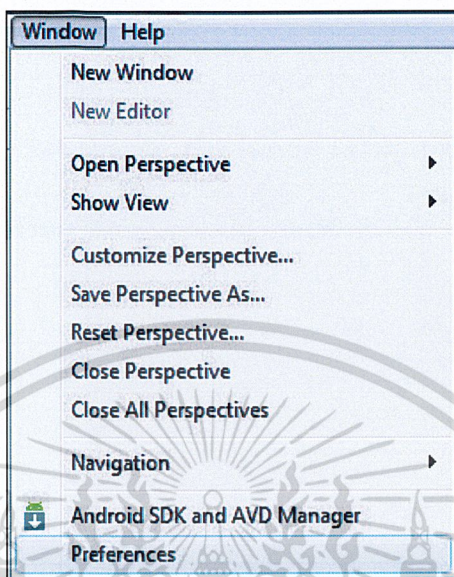 Window Help
New Window
New Editor
Open Perspective
Show View
Customize Perspective...
Save Perspective As...
Reset Perspective...
Close Perspective
Close All Perspectives
Navigation
Android SDK and AVD Manager
Preferences